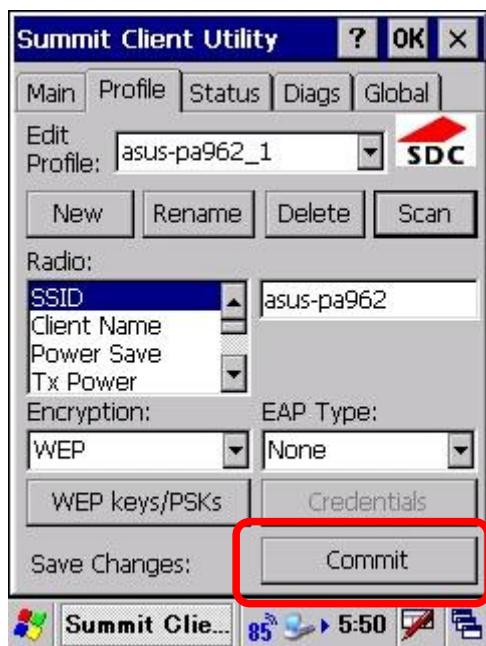 Summit Client Utility ? OK ×
Main Profile Status Diags Global
Edit
Profile: asus-pa962_1
SDC
New Rename Delete Scan
Radio:
SSID asus-pa962
Client Name
Power Save
Tx Power
Encryption: EAP Type:
WEP None
WEP keys/PSKs Credentials
Save Changes: Commit
Summit Clie... 85 5:50